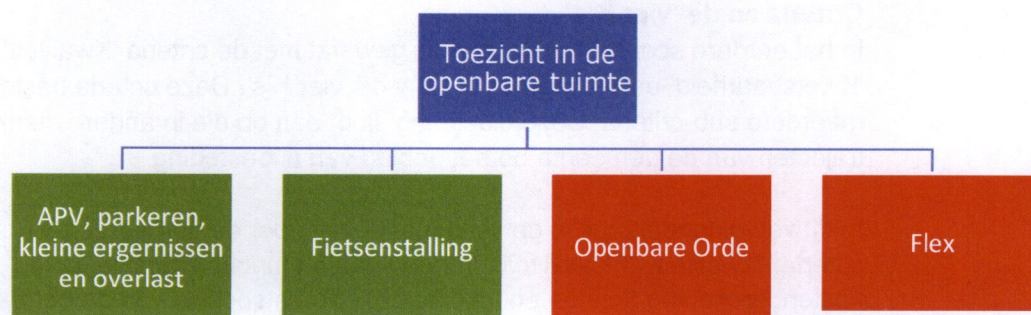 Toezicht in de
openbare tuimte
APV, parkeren,
kleine ergernissen
en overlast
Fietsenstalling
Openbare Orde
Flex